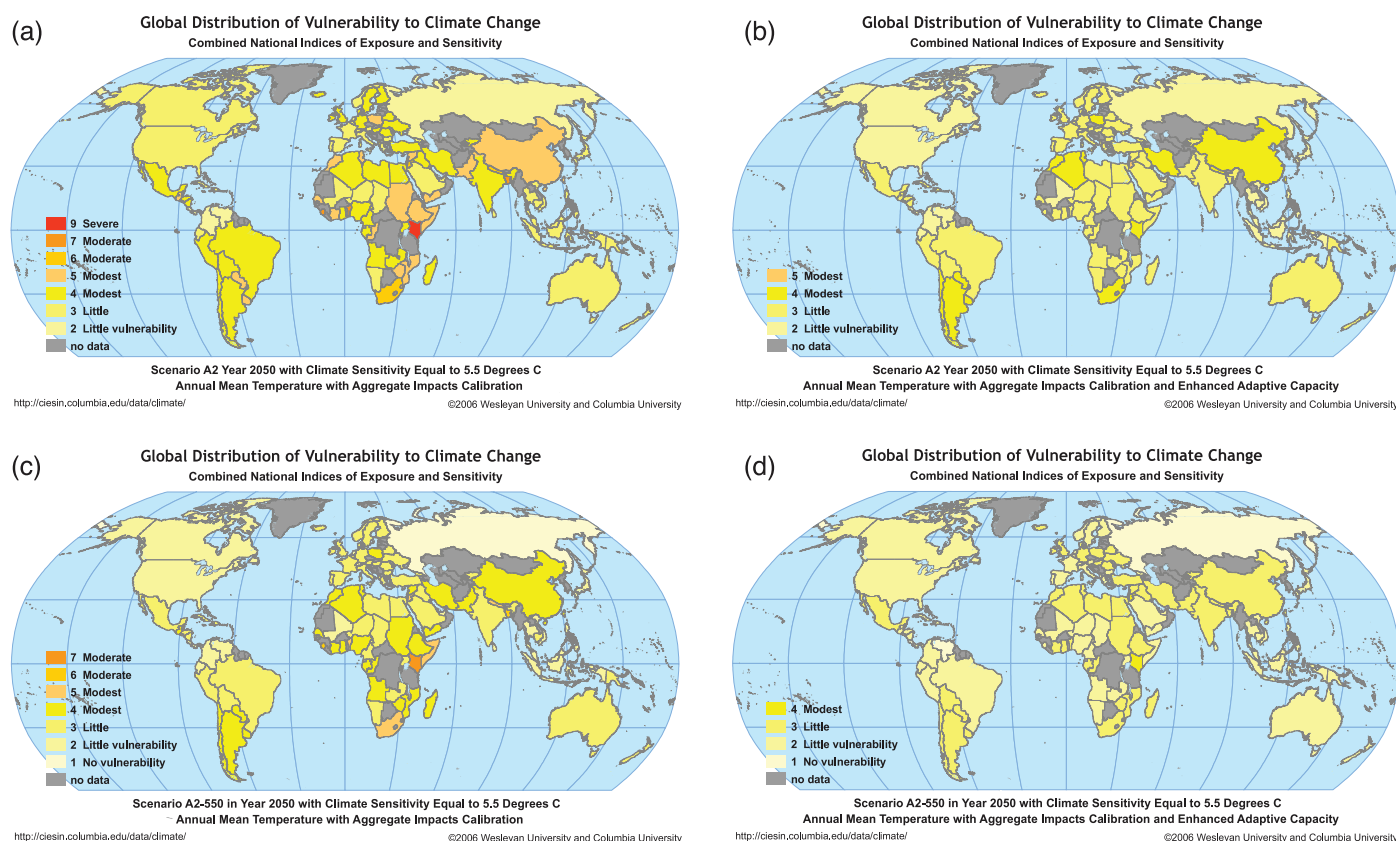 (a)
Global Distribution of Vulnerability to Climate Change
Combined National Indices of Exposure and Sensitivity
9 Severe
7 Moderate
6 Moderate
5 Modest
4 Modest
3 Little
2 Little vulnerability
no data
Scenario A2 Year 2050 with Climate Sensitivity Equal to 5.5 Degrees C
Annual Mean Temperature with Aggregate Impacts Calibration
http://ciesin.columbia.edu/data/climate/
©2006 Wesleyan University and Columbia University
(b)
Global Distribution of Vulnerability to Climate Change
Combined National Indices of Exposure and Sensitivity
5 Modest
4 Modest
3 Little
2 Little vulnerability
no data
Scenario A2 Year 2050 with Climate Sensitivity Equal to 5.5 Degrees C
Annual Mean Temperature with Aggregate Impacts Calibration and Enhanced Adaptive Capacity
http://ciesin.columbia.edu/data/climate/
©2006 Wesleyan University and Columbia University
(c)
Global Distribution of Vulnerability to Climate Change
Combined National Indices of Exposure and Sensitivity
7 Moderate
6 Moderate
5 Modest
4 Modest
3 Little
2 Little vulnerability
1 No vulnerability
no data
Scenario A2-550 in Year 2050 with Climate Sensitivity Equal to 5.5 Degrees C
Annual Mean Temperature with Aggregate Impacts Calibration
http://ciesin.columbia.edu/data/climate/
©2006 Wesleyan University and Columbia University
(d)
Global Distribution of Vulnerability to Climate Change
Combined National Indices of Exposure and Sensitivity
4 Modest
3 Little
2 Little vulnerability
1 No vulnerability
no data
Scenario A2-550 in Year 2050 with Climate Sensitivity Equal to 5.5 Degrees C
Annual Mean Temperature with Aggregate Impacts Calibration and Enhanced Adaptive Capacity
http://ciesin.columbia.edu/data/climate/
©2006 Wesleyan University and Columbia University